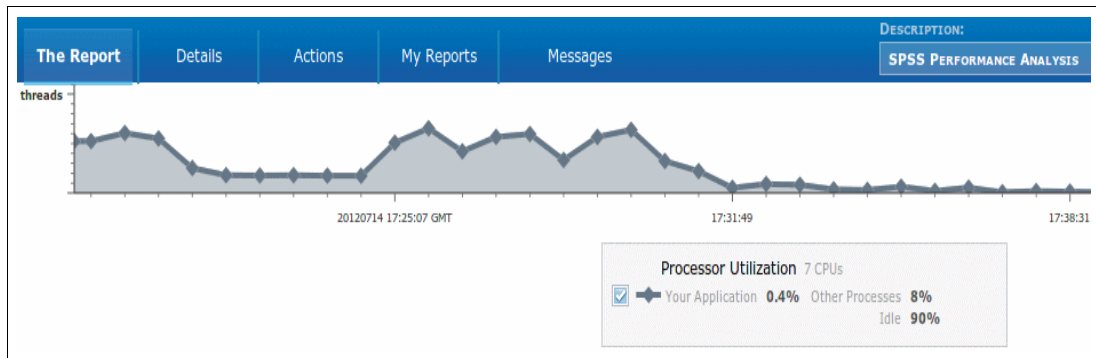 DESCRIPTION:
The Report Details Actions My Reports Messages SPSS PERFORMANCE ANALYSIS
threads
20120714 17:25:07 GMT 17:31:49 17:38:31
Processor Utilization 7 CPUs
Your Application 0.4% Other Processes 8%
Idle 90%